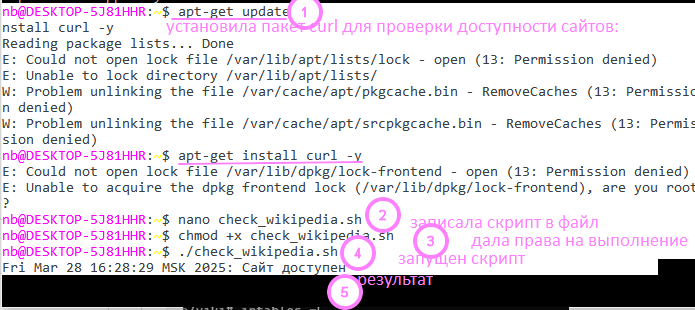 nb@DESKTOP-5J81HHR:~$ apt-get update 1
nstall curl -y установила пакет curl для проверки доступности сайтов:
Reading package lists... Done
E: Could not open lock file /var/lib/apt/lists/lock - open (13: Permission denied)
E: Unable to lock directory /var/lib/apt/lists/
W: Problem unlinking the file /var/cache/apt/pkgcache.bin - RemoveCaches (13: Permissio
n denied)
W: Problem unlinking the file /var/cache/apt/srcpkgcache.bin - RemoveCaches (13: Permis
sion denied)
nb@DESKTOP-5J81HHR:~$ apt-get install curl -y
E: Could not open lock file /var/lib/dpkg/lock-frontend - open (13: Permission denied)
E: Unable to acquire the dpkg frontend lock (/var/lib/dpkg/lock-frontend), are you root
?
nb@DESKTOP-5J81HHR:~$ nano check_wikipedia.sh 2 записала скрипт в файл
nb@DESKTOP-5J81HHR:~$ chmod +x check_wikipedia.sh 3 дала права на выполнение
nb@DESKTOP-5J81HHR:~$ ./check_wikipedia.sh 4 запущен скрипт
Fri Mar 28 16:28:29 MSK 2025: Сайт доступен
результат
5